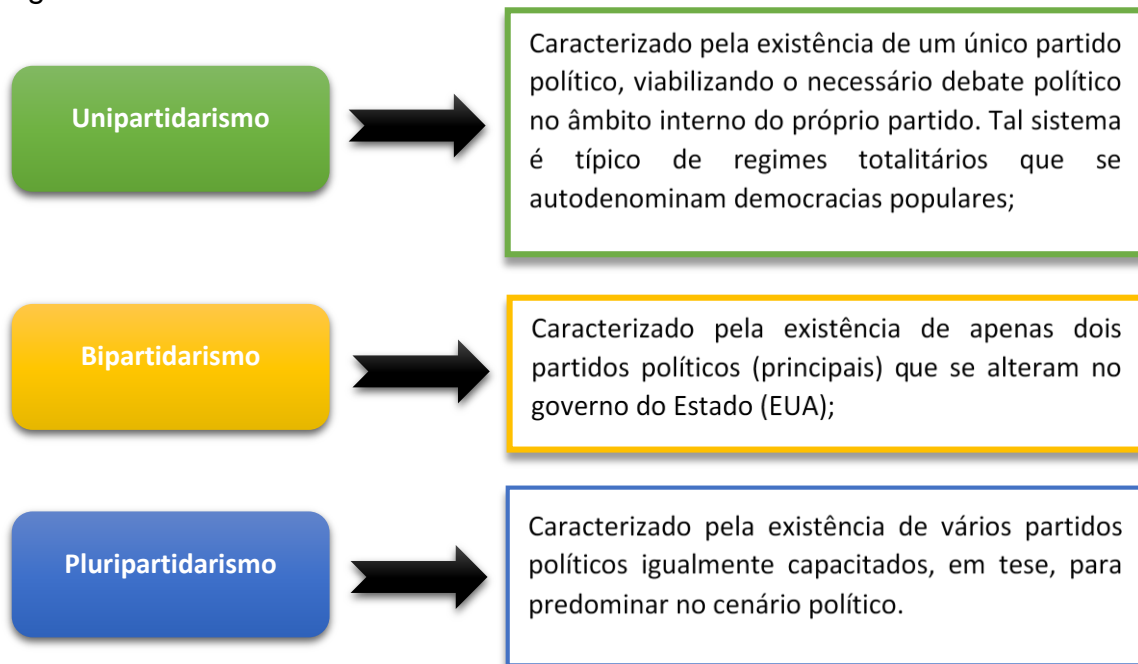 Unipartidarismo
Caracterizado pela existência de um único partido
político, viabilizando o necessário debate político
no âmbito interno do próprio partido. Tal sistema
é típico de regimes totalitários que se
autodenominam democracias populares;
Bipartidarismo
Caracterizado pela existência de apenas dois
partidos políticos (principais) que se alteram no
governo do Estado (EUA);
Pluripartidarismo
Caracterizado pela existência de vários partidos
políticos igualmente capacitados, em tese, para
predominar no cenário político.